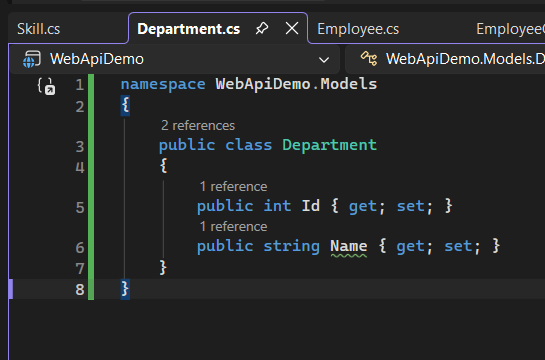 Skill.cs Department.cs Employee.cs Employee
WebApiDemo WebApiDemo.Models.D
1 namespace WebApiDemo.Models
2 {
2 references
3 public class Department
4 {
1 reference
5 public int Id { get; set; }
1 reference
6 public string Name { get; set; }
7 }
8 }